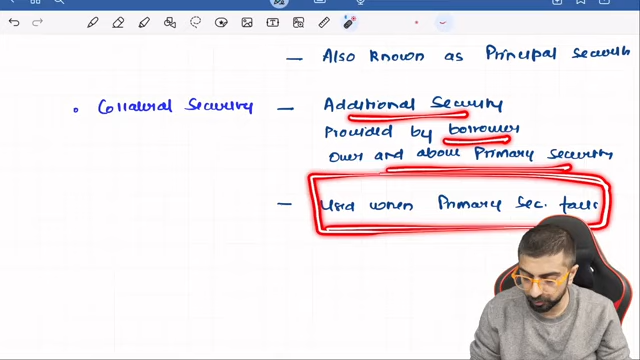 — Also known as Principal Security
• Collateral Security — Additional Security
Provided by borrower
Over and above Primary security
— Used when Primary Sec. fails